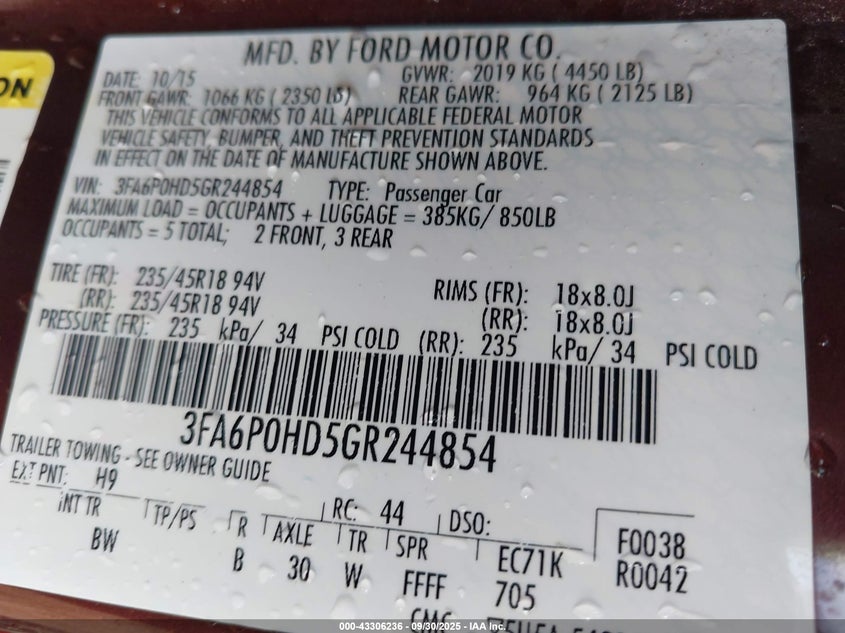 ON
MFD. BY FORD MOTOR CO.
DATE: 10/15 GVWR: 2019 KG ( 4450 LB)
FRONT GAWR: 1066 KG ( 2350 LB) REAR GAWR: 964 KG ( 2125 LB)
THIS VEHICLE CONFORMS TO ALL APPLICABLE FEDERAL MOTOR
VEHICLE SAFETY, BUMPER, AND THEFT PREVENTION STANDARDS
IN EFFECT ON THE DATE OF MANUFACTURE SHOWN ABOVE.
VIN: 3FA6P0HD5GR244854 TYPE: Passenger Car
MAXIMUM LOAD = OCCUPANTS + LUGGAGE = 385KG/ 850LB
OCCUPANTS = 5 TOTAL; 2 FRONT, 3 REAR
TIRE (FR): 235/45R18 94V RIMS (FR): 18x8.0J
(RR): 235/45R18 94V (RR): 18x8.0J
PRESSURE (FR): 235 kPa/ 34 PSI COLD (RR): 235 kPa/ 34 PSI COLD
3FA6P0HD5GR244854
TRAILER TOWING - SEE OWNER GUIDE
EXT PNT: H9 RC: 44 DSO: F0038
INT TR TP/PS R AXLE TR SPR EC71K R0042
BW B 30 W FFFF 705
000-43306236 - 09/30/2025 - IAA Inc.